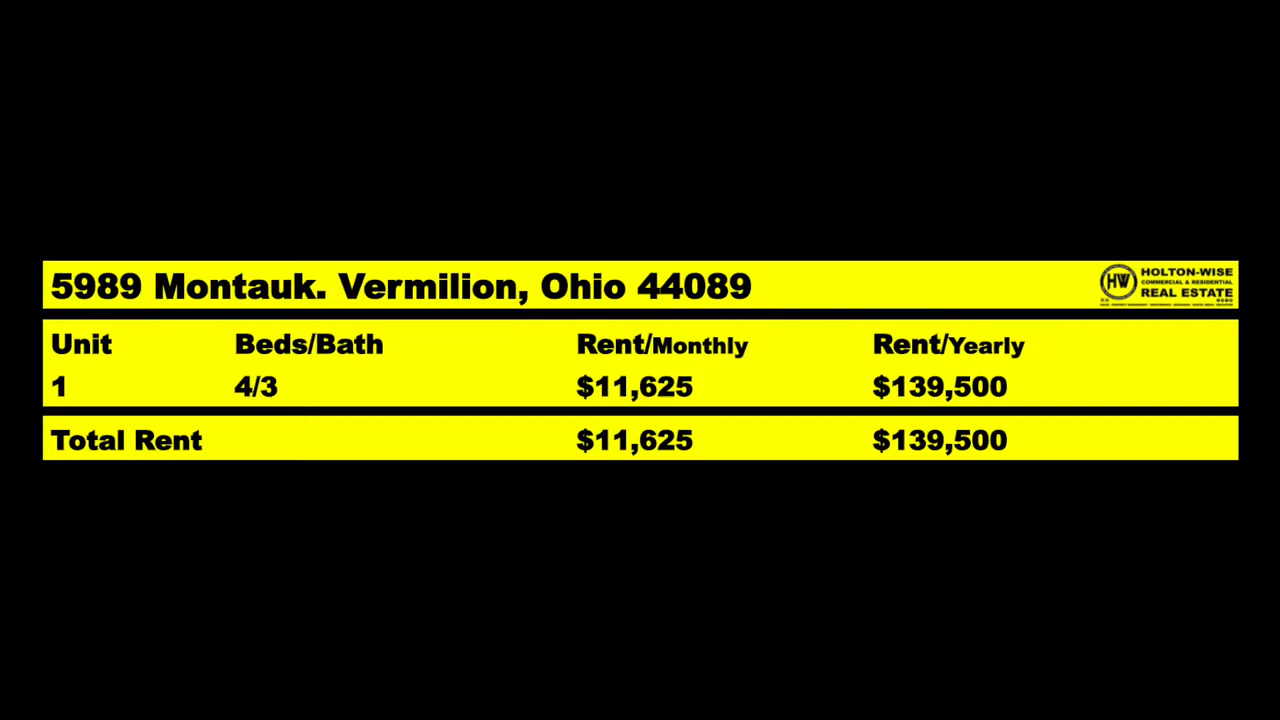 5989 Montauk. Vermilion, Ohio 44089
HOLTON-WISE
COMMERCIAL & RESIDENTIAL
REAL ESTATE
HW
Unit Beds/Bath Rent/Monthly Rent/Yearly
1 4/3 $11,625 $139,500
Total Rent $11,625 $139,500